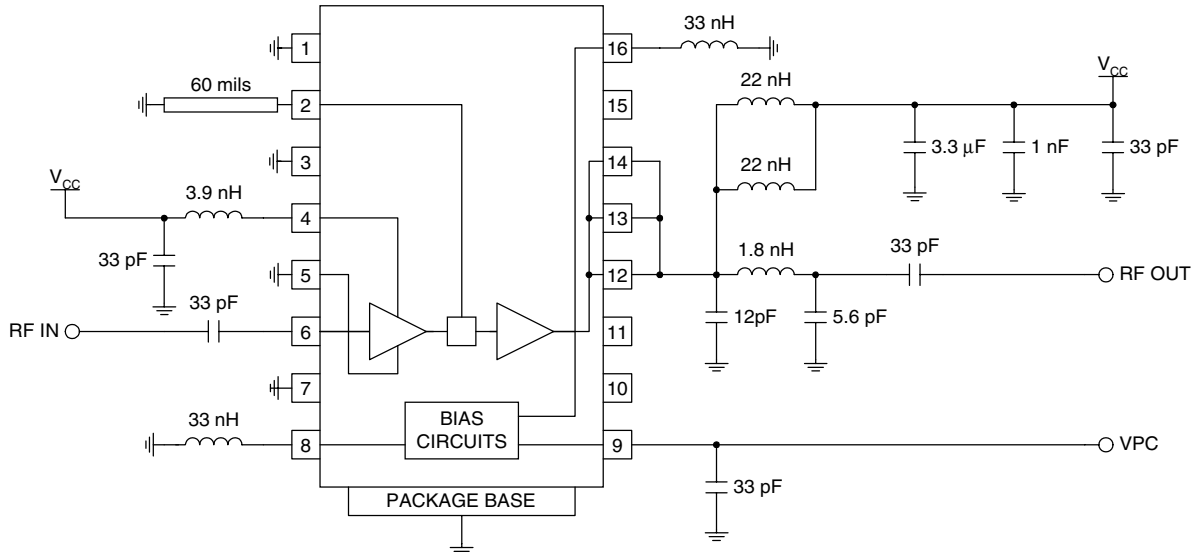 33 nH
1
16
VCC
60 mils
22 nH
2
15
3.3 µF
1 nF
33 pF
3
14
22 nH
VCC
3.9 nH
4
13
33 pF
1.8 nH
33 pF
5
12
RF OUT
33 pF
12pF
5.6 pF
RF IN
6
11
7
10
33 nH
BIAS
CIRCUITS
8
9
VPC
33 pF
PACKAGE BASE